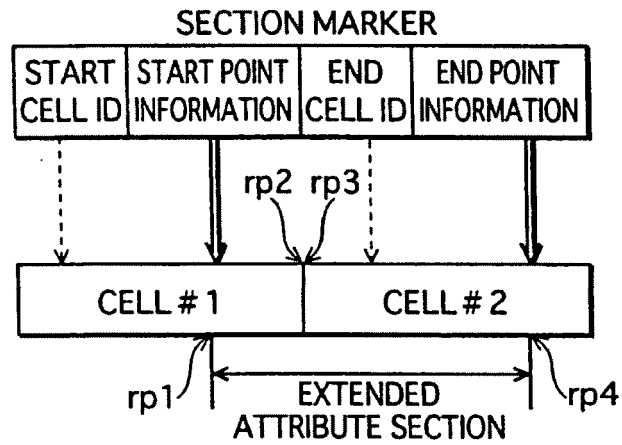 SECTION MARKER
START CELL ID
START POINT INFORMATION
END CELL ID
END POINT INFORMATION
rp2 rp3
CELL # 1
CELL # 2
rp1
EXTENDED ATTRIBUTE SECTION
rp4